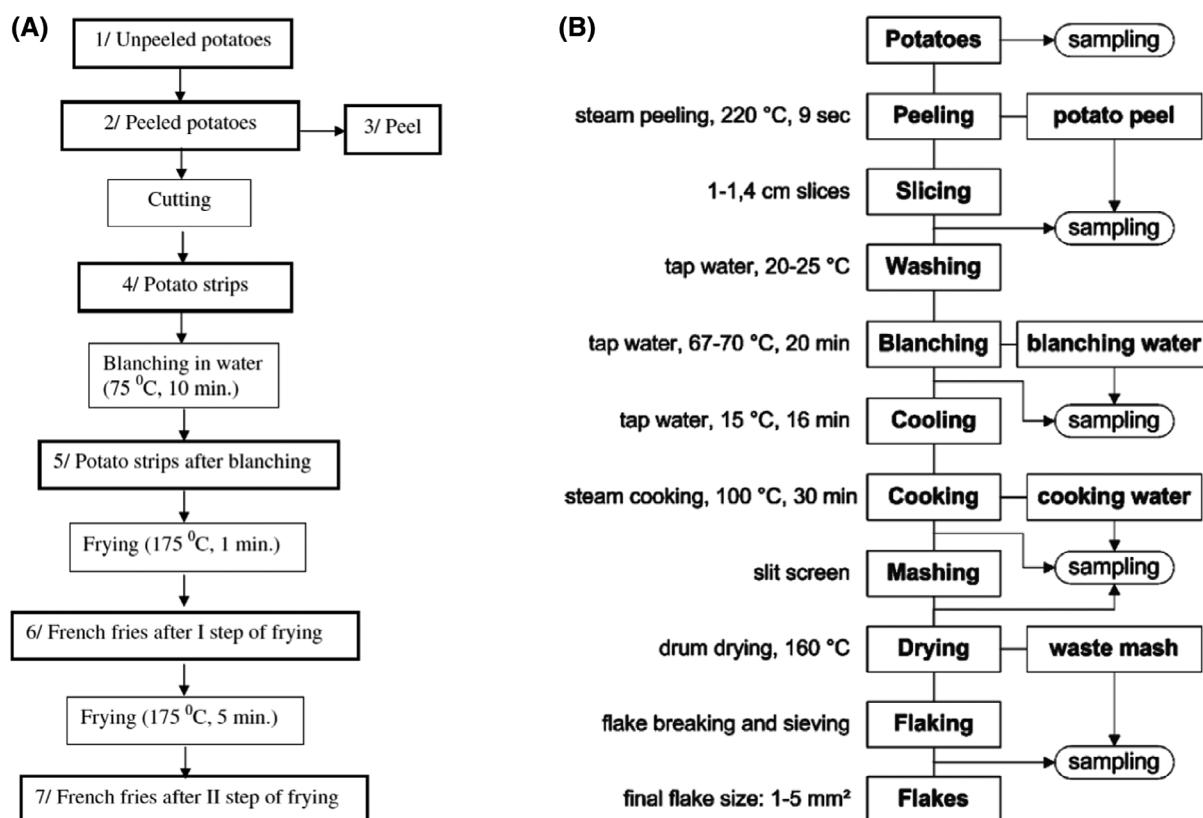 (A)
1/ Unpeeled potatoes
2/ Peeled potatoes
3/ Peel
Cutting
4/ Potato strips
Blanching in water
(75 ⁰C, 10 min.)
5/ Potato strips after blanching
Frying (175 ⁰C, 1 min.)
6/ French fries after I step of frying
Frying (175 ⁰C, 5 min.)
7/ French fries after II step of frying
(B)
Potatoes
sampling
steam peeling, 220 °C, 9 sec
Peeling
potato peel
1-1,4 cm slices
Slicing
sampling
tap water, 20-25 °C
Washing
tap water, 67-70 °C, 20 min
Blanching
blanching water
tap water, 15 °C, 16 min
Cooling
sampling
steam cooking, 100 °C, 30 min
Cooking
cooking water
slit screen
Mashing
sampling
drum drying, 160 °C
Drying
waste mash
flake breaking and sieving
Flaking
sampling
final flake size: 1-5 mm²
Flakes